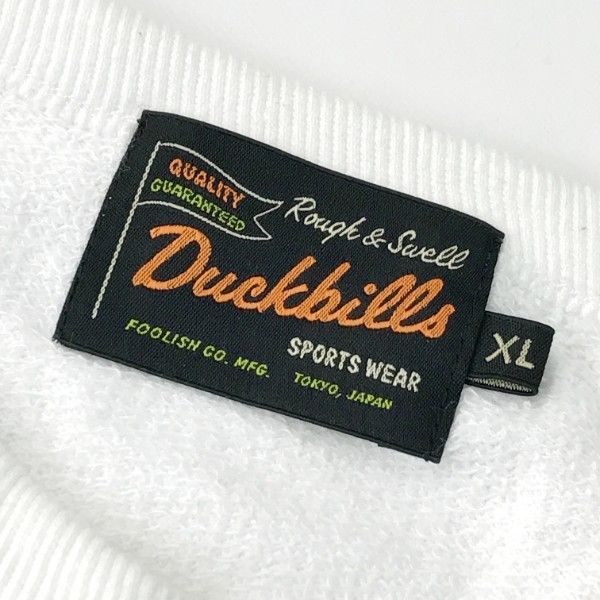 QUALITY
GUARANTEED
Rough & Swell
Duckbills
SPORTS WEAR
FOOLISH CO. MFG. TOKYO, JAPAN
XL